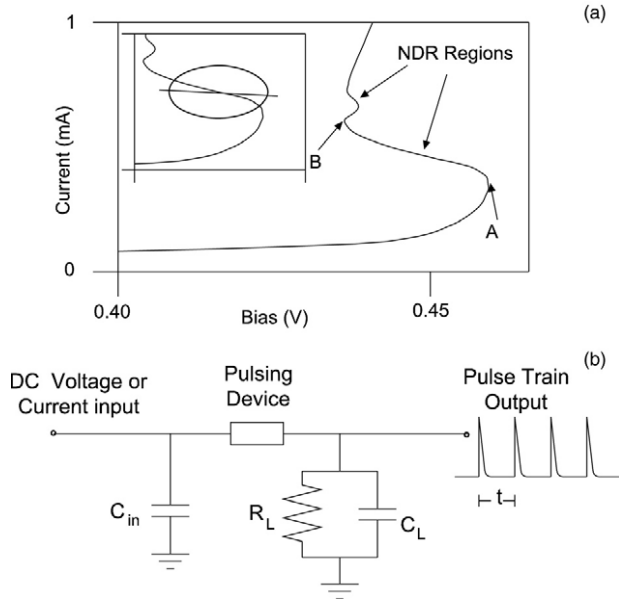 (a)
1
NDR Regions
Current (mA)
B
A
0
0.40
0.45
Bias (V)
(b)
DC Voltage or
Current input
Pulsing
Device
Pulse Train
Output
C in
R L
C L
t